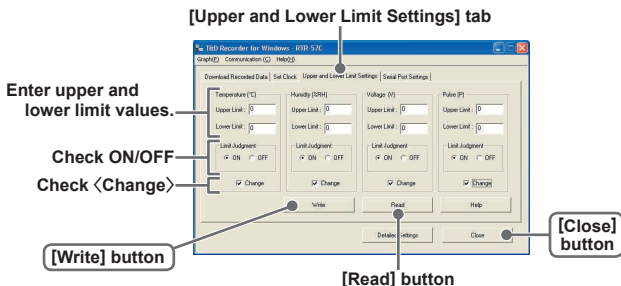 [Upper and Lower Limit Settings] tab
T&D Recorder for Windows - RTR-57C
Graph(F) Communication (C) Help(H)
Download Recorded Data Set Clock Upper and Lower Limit Settings Serial Port Settings
Enter upper and
lower limit values.
Temperature (°C) Humidity (%RH) Voltage (V) Pulse (P)
Upper Limit : 0 Upper Limit : 0 Upper Limit : 0 Upper Limit : 0
Lower Limit : 0 Lower Limit : 0 Lower Limit : 0 Lower Limit : 0
Limit Judgment Limit Judgment Limit Judgment Limit Judgment
Check ON/OFF
ON OFF ON OFF ON OFF ON OFF
Check〈Change〉
Change Change Change Change
Write Read Help
Detailed Settings Close
[Close]
button
[Write] button
[Read] button